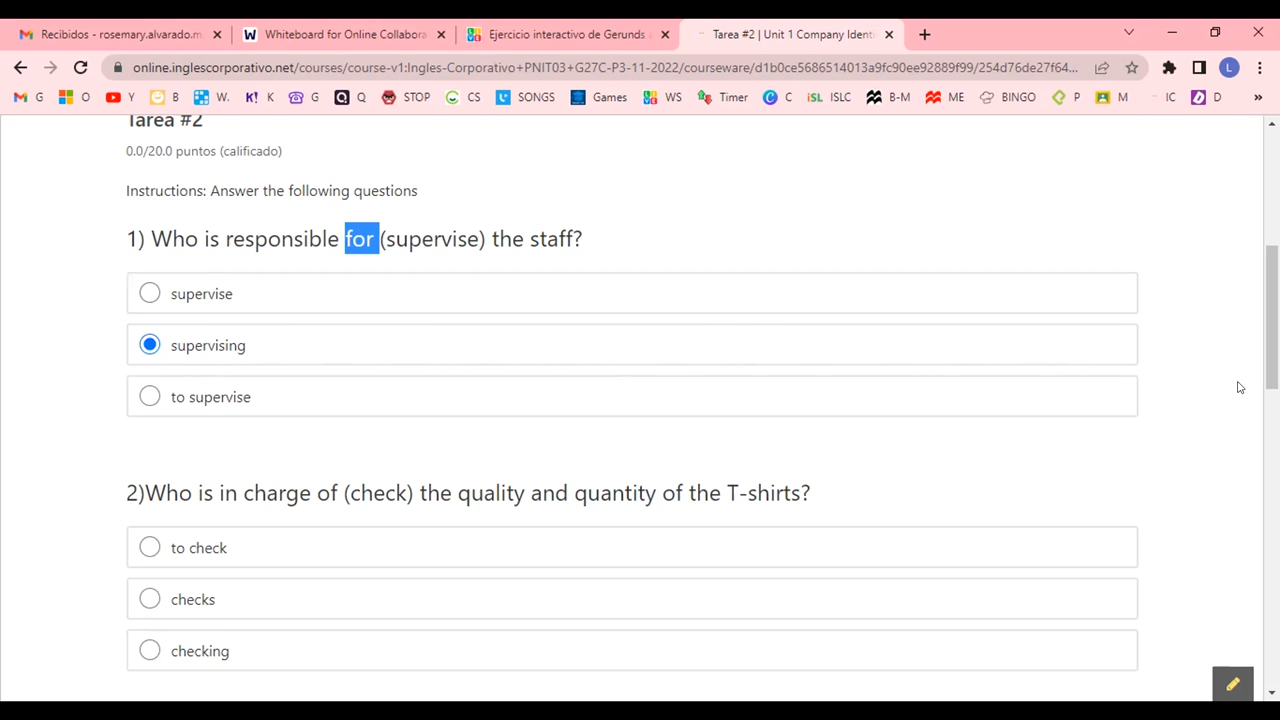 Recibidos - rosemary.alvarado.m Whiteboard for Online Collabora Ejercicio interactivo de Gerunds a Tarea #2 | Unit 1 Company Identi
online.inglescorporativo.net/courses/course-v1:Ingles-Corporativo+PNIT03+G27C-P3-11-2022/courseware/d1b0ce5686514013a9fc90ee92889f99/254d76de27f64... L
G O Y B W. K! K G Q STOP CS SONGS Games WS Timer C iSL ISLC B-M ME BINGO P M IC D »
Tarea #2
0.0/20.0 puntos (calificado)
Instructions: Answer the following questions
1) Who is responsible for (supervise) the staff?
supervise
supervising
to supervise
2)Who is in charge of (check) the quality and quantity of the T-shirts?
to check
checks
checking